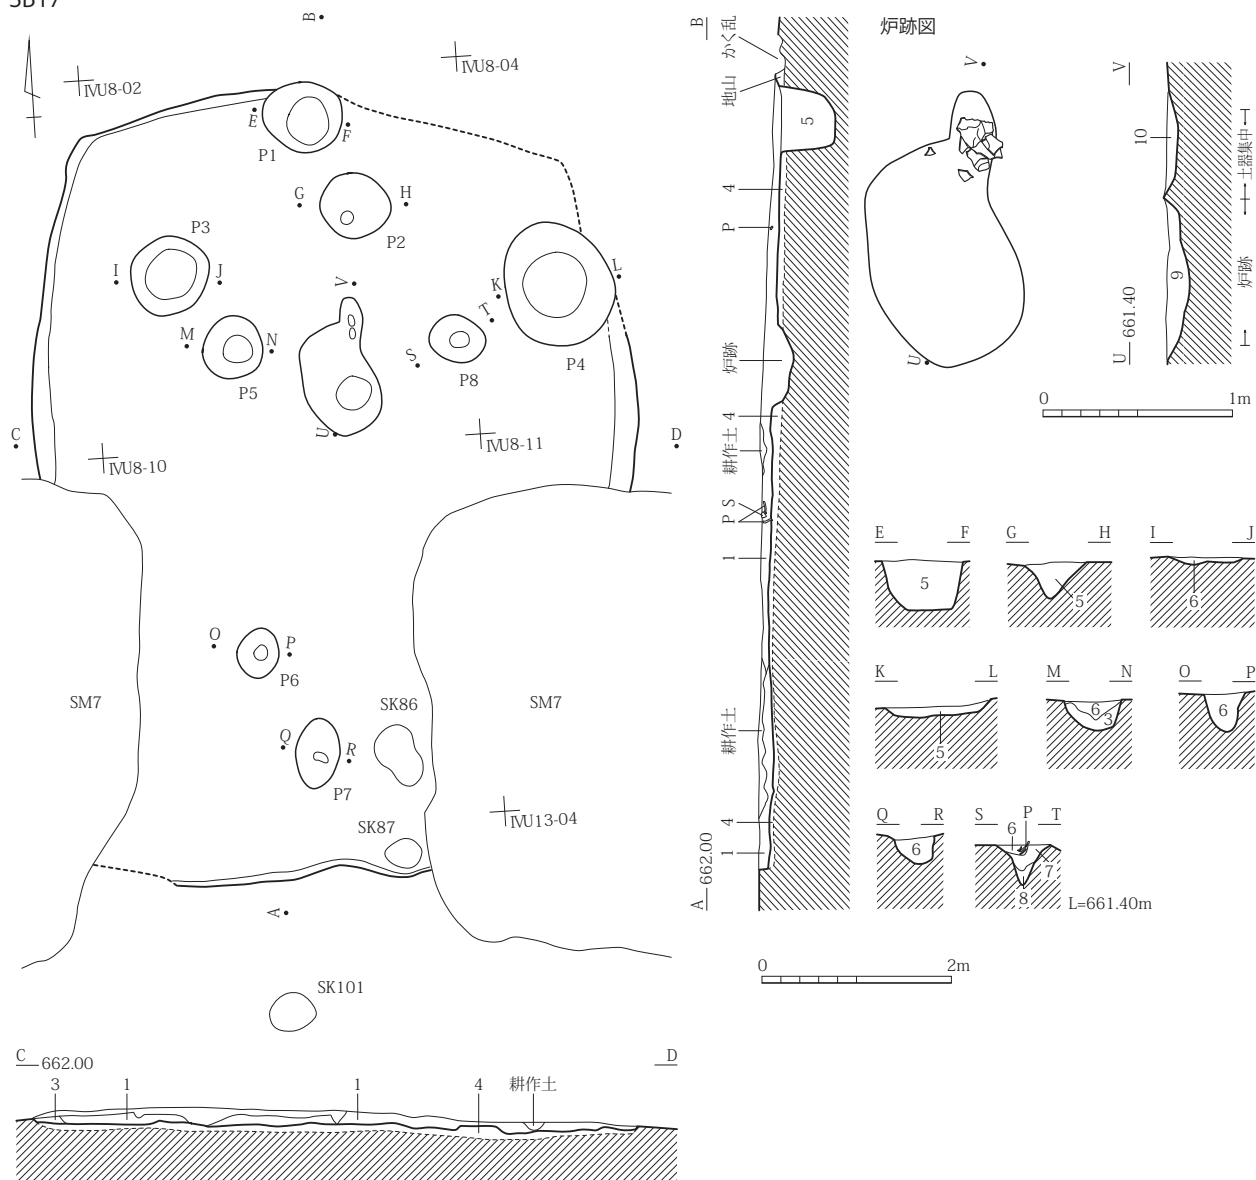 SB17
B
ⅣU8-02
ⅣU8-04
E
F
P1
G
H
P2
P3
I
J
V
K
L
T
M
N
S
P5
P8
P4
U
C
D
ⅣU8-10
ⅣU8-11
O
P
P6
SM7
SK86
SM7
Q
R
P7
SK87
ⅣU13-04
A
SK101
C
662.00
D
3
1
1
4
耕作土
B
かく乱
地山
5
4
P
炉跡
4
耕作土
P S
1
耕作土
4
1
A
662.00
炉跡図
V
U
V
10
土器集中
9
炉跡
U
661.40
0
1m
E
F
5
G
H
5
I
J
6
K
L
5
M
N
6
3
O
P
6
Q
R
6
S
P
T
6
7
8
L=661.40m
0
2m